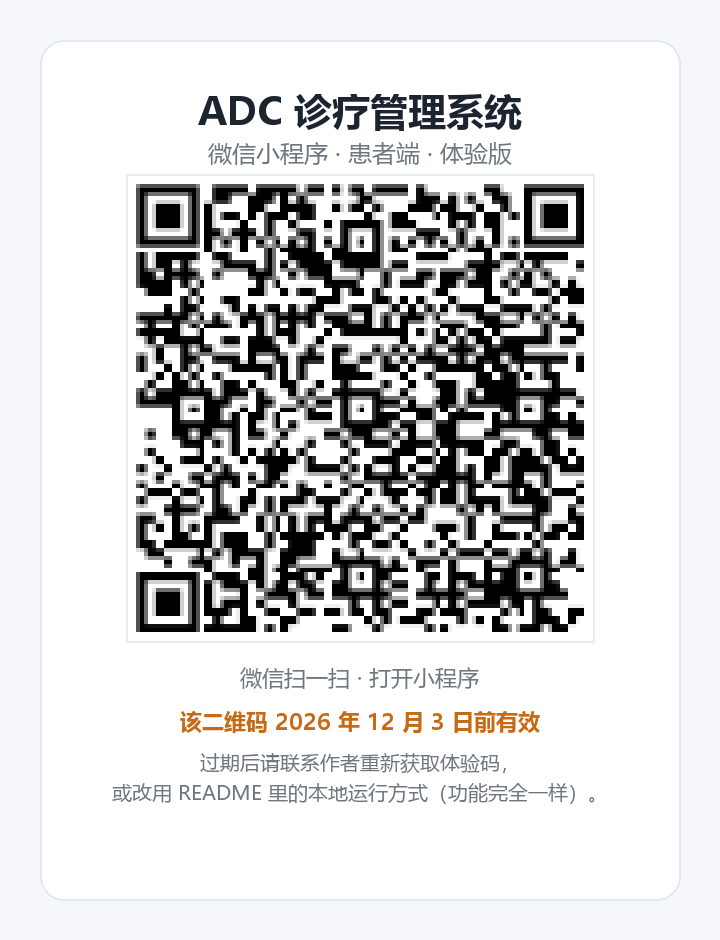 ADC 诊疗管理系统
微信小程序 · 患者端 · 体验版
微信扫一扫 · 打开小程序
该二维码 2026 年 12 月 3 日前有效
过期后请联系作者重新获取体验码，
或改用 README 里的本地运行方式（功能完全一样）。